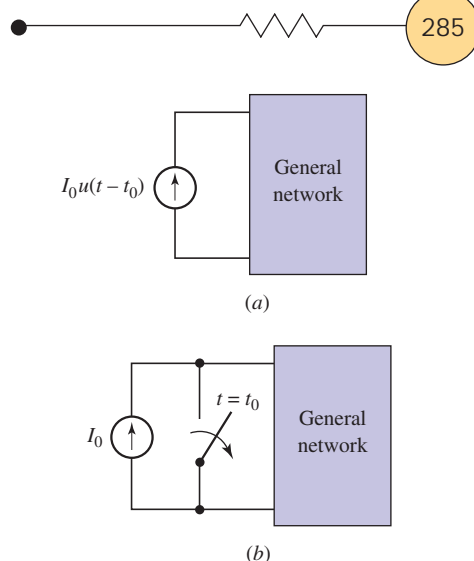 285
I₀u(t – t₀)
General
network
(a)
t = t₀
I₀
General
network
(b)